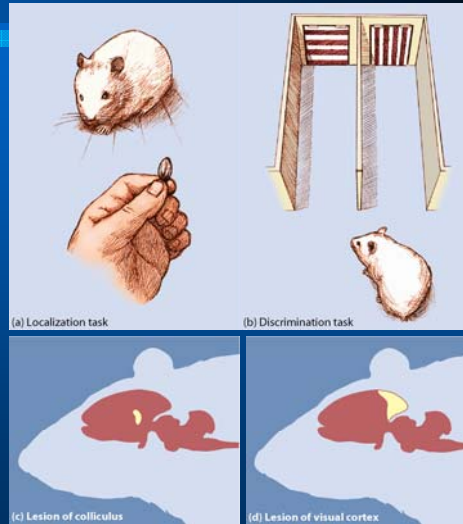 (a) Localization task
(b) Discrimination task
(c) Lesion of colliculus
(d) Lesion of visual cortex